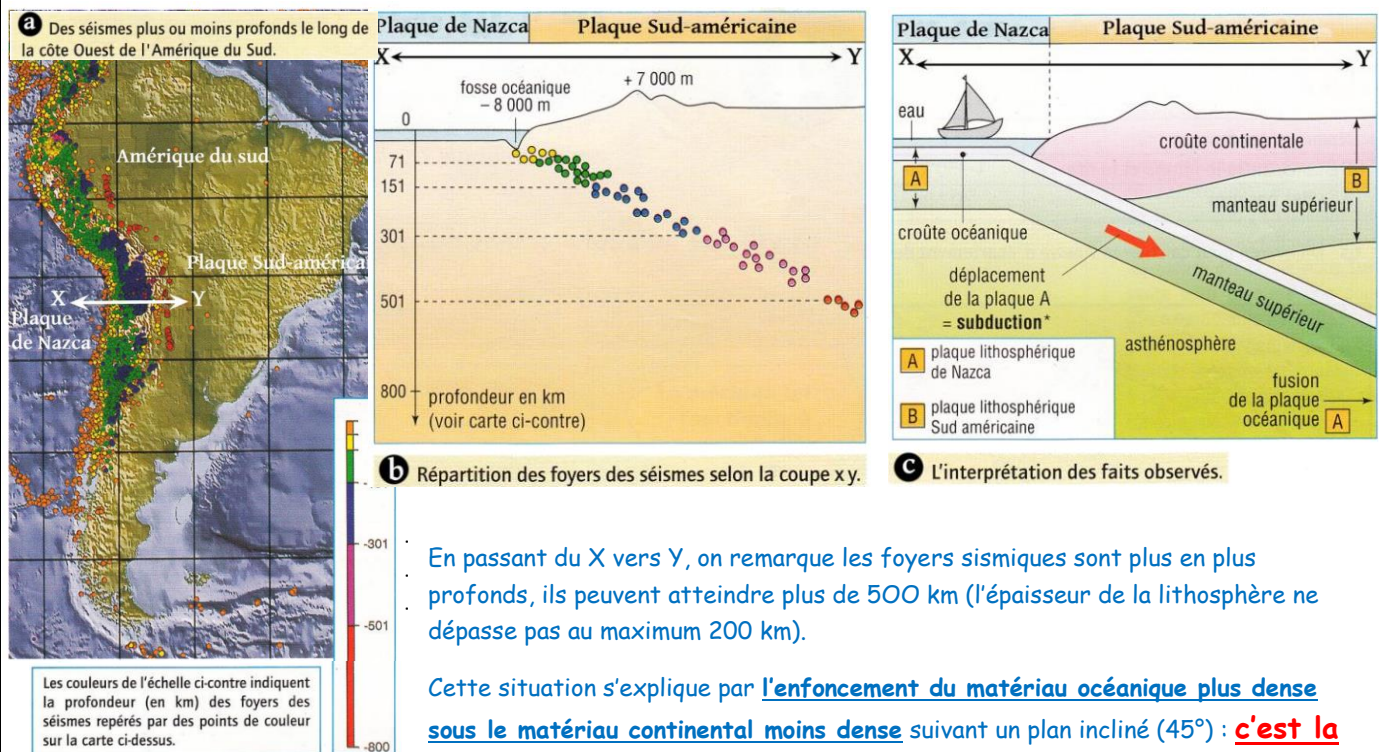 a Des séismes plus ou moins profonds le long de
la côte Ouest de l'Amérique du Sud.
Amérique du sud
Plaque Sud-américa
X Y
Plaque
de Nazca
-301
-501
-800
Les couleurs de l'échelle ci-contre indiquent
la profondeur (en km) des foyers des
séismes repérés par des points de couleur
sur la carte ci-dessus.
Plaque de Nazca Plaque Sud-américaine
X Y
fosse océanique
– 8 000 m
+ 7 000 m
0
71
151
301
501
800
profondeur en km
(voir carte ci-contre)
b Répartition des foyers des séismes selon la coupe x y.
Plaque de Nazca Plaque Sud-américaine
X Y
eau
croûte continentale
A
B
manteau supérieur
croûte océanique
déplacement
de la plaque A
= subduction*
manteau supérieur
asthénosphère
A plaque lithosphérique
de Nazca
B plaque lithosphérique
Sud américaine
fusion
de la plaque
océanique A
c L'interprétation des faits observés.
En passant du X vers Y, on remarque les foyers sismiques sont plus en plus
profonds, ils peuvent atteindre plus de 5OO km (l'épaisseur de la lithosphère ne
dépasse pas au maximum 200 km).
Cette situation s'explique par l'enfoncement du matériau océanique plus dense
sous le matériau continental moins dense suivant un plan incliné (45°) : c'est la